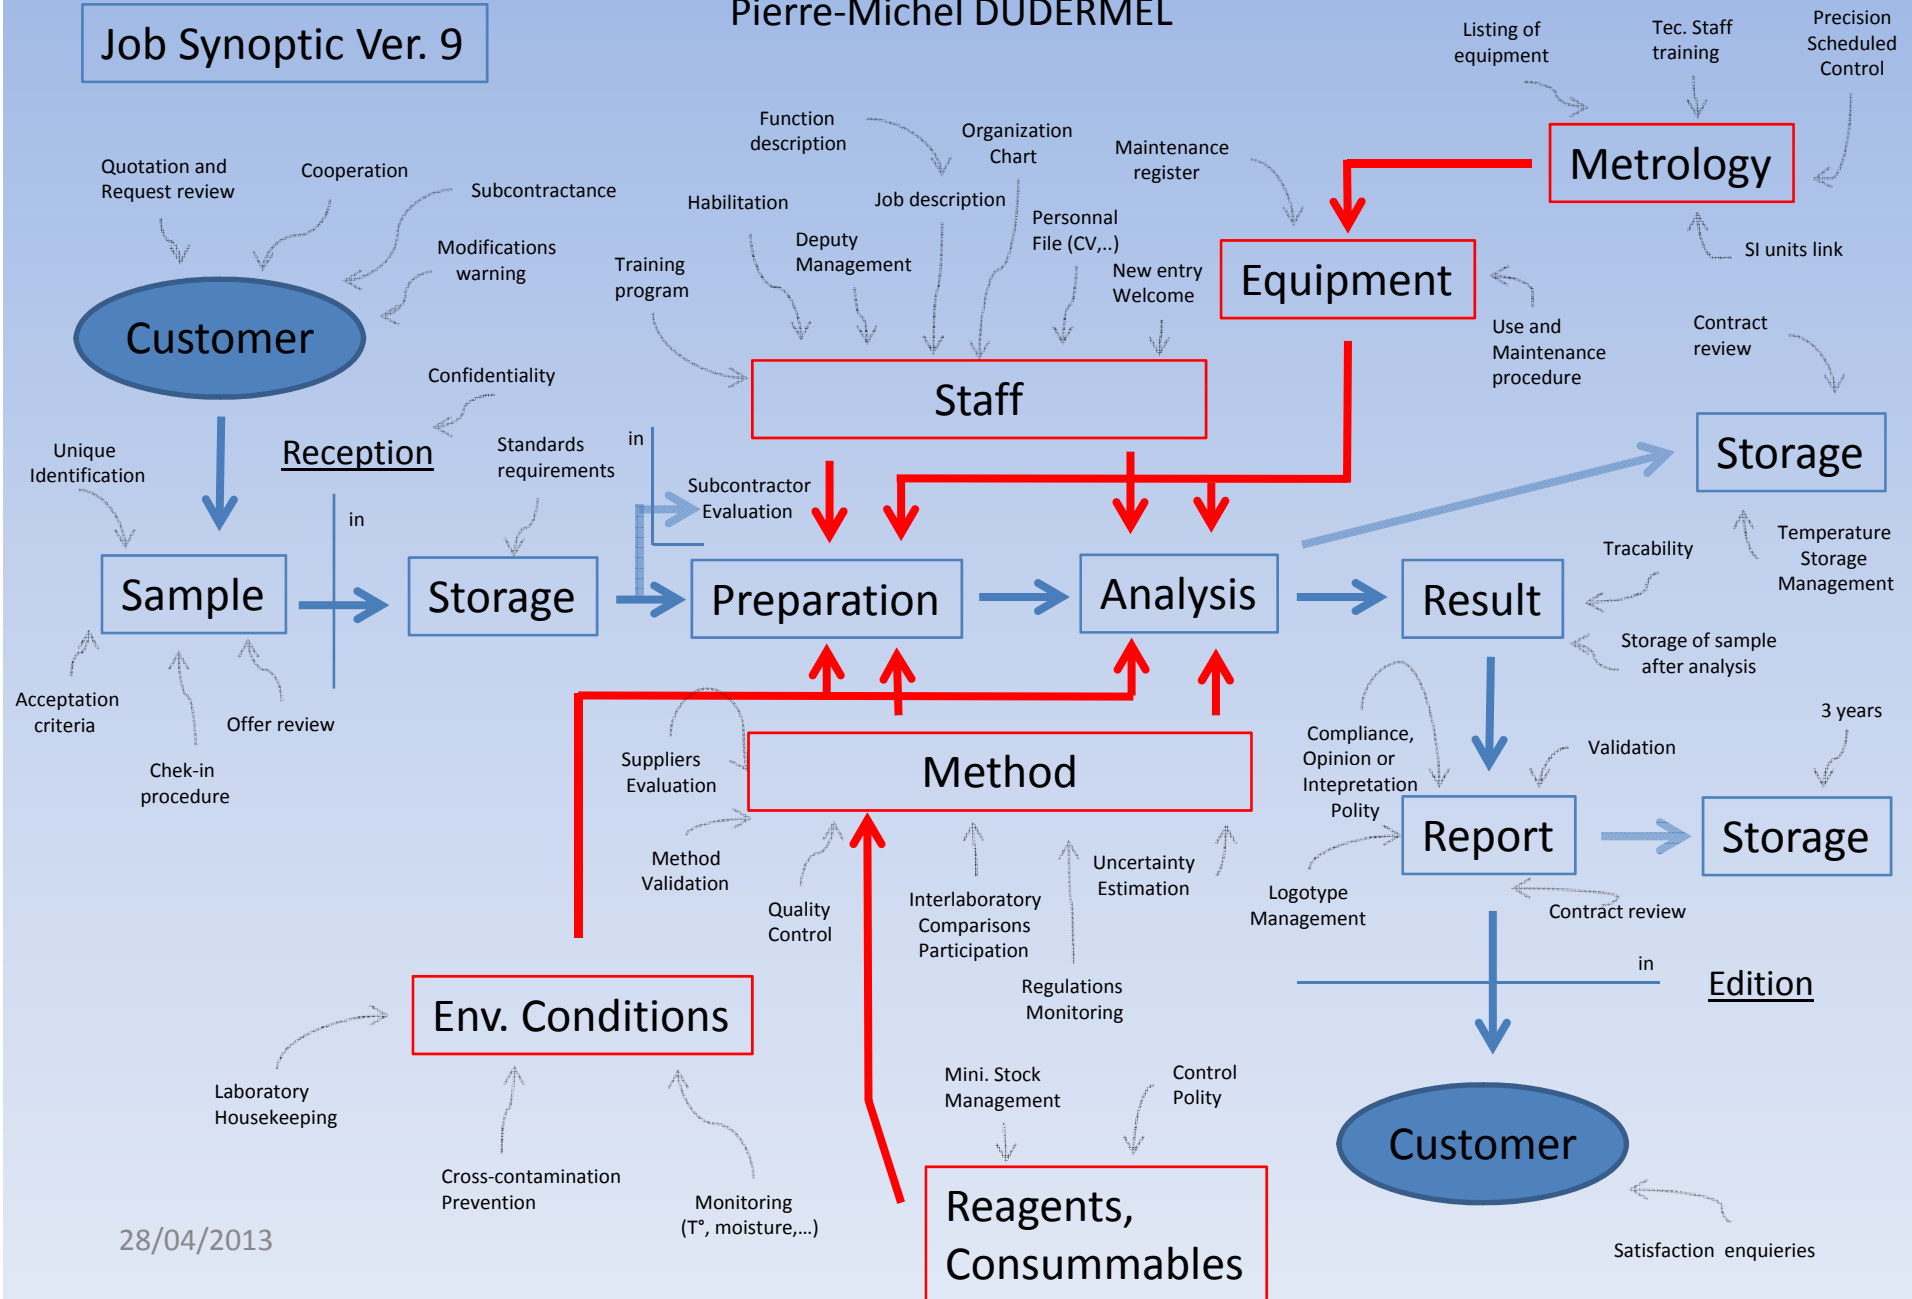 Pierre-Michel DUDERMEL
Job Synoptic Ver. 9
Listing of
equipment
Tec. Staff
training
Precision
Scheduled
Control
Metrology
SI units link
Quotation and
Request review
Cooperation
Subcontractance
Modifications
warning
Customer
Function
description
Organization
Chart
Habilitation
Job description
Deputy
Management
Personnal
File (CV,..)
Training
program
New entry
Welcome
Maintenance
register
Equipment
Use and
Maintenance
procedure
Contract
review
Staff
Confidentiality
Unique
Identification
Reception
in
Standards
requirements
in
Subcontractor
Evaluation
Storage
Temperature
Storage
Management
Sample
Storage
Preparation
Analysis
Result
Tracability
Storage of sample
after analysis
Acceptation
criteria
Offer review
Chek-in
procedure
Suppliers
Evaluation
Method
Compliance,
Opinion or
Intepretation
Polity
Validation
3 years
Method
Validation
Quality
Control
Interlaboratory
Comparisons
Participation
Regulations
Monitoring
Uncertainty
Estimation
Logotype
Management
Report
Storage
Contract review
in
Edition
Env. Conditions
Laboratory
Housekeeping
Cross-contamination
Prevention
Monitoring
(T°, moisture,...)
Mini. Stock
Management
Control
Polity
Reagents,
Consummables
Customer
Satisfaction enquieries
28/04/2013